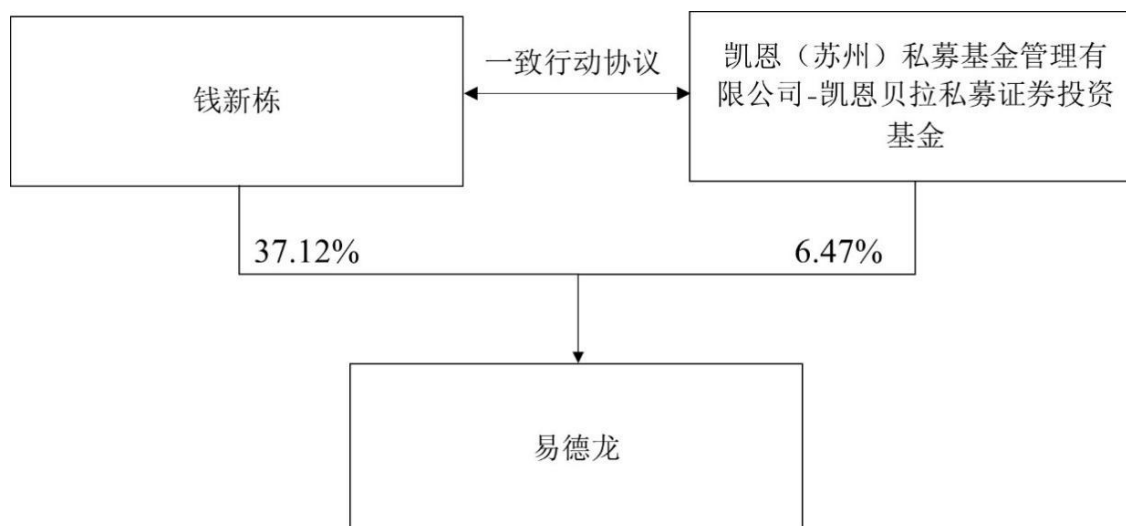 钱新栋
一致行动协议
凯恩（苏州）私募基金管理有
限公司-凯恩贝拉私募证券投资
基金
37.12%
6.47%
易德龙